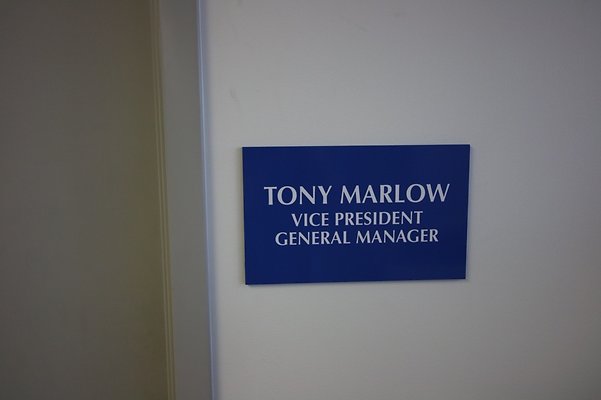 TONY MARLOW
VICE PRESIDENT
GENERAL MANAGER